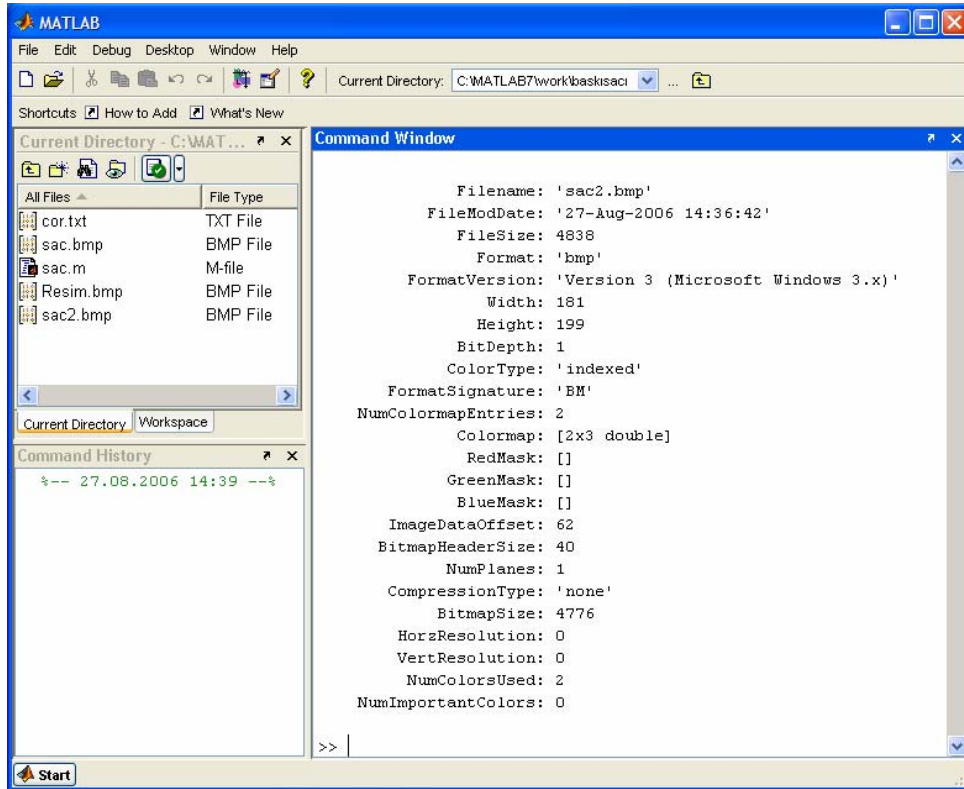 MATLAB
File Edit Debug Desktop Window Help
Current Directory: C:\MATLAB7\work\baskısacı ...
Shortcuts How to Add What's New
Current Directory - C:\MAT...
All Files File Type
cor.txt TXT File
sac.bmp BMP File
sac.m M-file
Resim.bmp BMP File
sac2.bmp BMP File
Current Directory Workspace
Command History
%-- 27.08.2006 14:39 --%
Command Window
Filename: 'sac2.bmp'
FileModDate: '27-Aug-2006 14:36:42'
FileSize: 4838
Format: 'bmp'
FormatVersion: 'Version 3 (Microsoft Windows 3.x)'
Width: 181
Height: 199
BitDepth: 1
ColorType: 'indexed'
FormatSignature: 'BM'
NumColormapEntries: 2
Colormap: [2x3 double]
RedMask: []
GreenMask: []
BlueMask: []
ImageDataOffset: 62
BitmapHeaderSize: 40
NumPlanes: 1
CompressionType: 'none'
BitmapSize: 4776
HorzResolution: 0
VertResolution: 0
NumColorsUsed: 2
NumImportantColors: 0
>>
Start